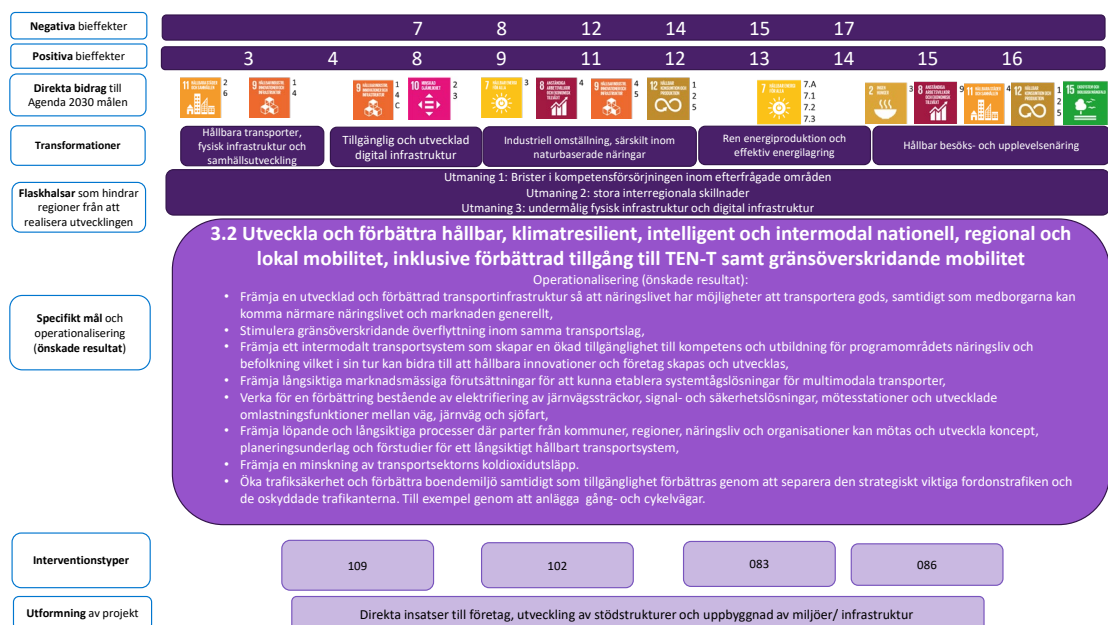 Negativa bieffekter
7 8 12 14 15 17
Positiva bieffekter
3 4 8 9 11 12 13 14 15 16
Direkta bidrag till
Agenda 2030 målen
11 2
6
9 1
4
9 1
4
C
10 2
3
7 3
8 4
9 4
5
12 1
2
5
7 7.A
7.1
7.2
7.3
2 3
8 9
11 4
12 1
2
5
15
Transformationer
Hållbara transporter,
fysisk infrastruktur och
samhällsutveckling
Tillgänglig och utvecklad
digital infrastruktur
Industriell omställning, särskilt inom
naturbaserade näringar
Ren energiproduktion och
effektiv energilagring
Hållbar besöks- och upplevelsenäring
Flaskhalsar som hindrar
regioner från att
realisera utvecklingen
Utmaning 1: Brister i kompetensförsörjningen inom efterfrågade områden
Utmaning 2: stora interregionala skillnader
Utmaning 3: undermålig fysisk infrastruktur och digital infrastruktur
Specifikt mål och
operationalisering
(önskade resultat)
3.2 Utveckla och förbättra hållbar, klimatresilient, intelligent och intermodal nationell, regional och
lokal mobilitet, inklusive förbättrad tillgång till TEN-T samt gränsöverskridande mobilitet
Operationalisering (önskade resultat):
• Främja en utvecklad och förbättrad transportinfrastruktur så att näringslivet har möjligheter att transportera gods, samtidigt som medborgarna kan
komma närmare näringslivet och marknaden generellt,
• Stimulera gränsöverskridande överflyttning inom samma transportslag,
• Främja ett intermodalt transportsystem som skapar en ökad tillgänglighet till kompetens och utbildning för programområdets näringsliv och
befolkning vilket i sin tur kan bidra till att hållbara innovationer och företag skapas och utvecklas,
• Främja långsiktiga marknadsmässiga förutsättningar för att kunna etablera systemtågslösningar för multimodala transporter,
• Verka för en förbättring bestående av elektrifiering av järnvägssträckor, signal- och säkerhetslösningar, mötesstationer och utvecklade
omlastningsfunktioner mellan väg, järnväg och sjöfart,
• Främja löpande och långsiktiga processer där parter från kommuner, regioner, näringsliv och organisationer kan mötas och utveckla koncept,
planeringsunderlag och förstudier för ett långsiktigt hållbart transportsystem,
• Främja en minskning av transportsektorns koldioxidutsläpp.
• Öka trafiksäkerhet och förbättra boendemiljö samtidigt som tillgänglighet förbättras genom att separera den strategiskt viktiga fordonstrafiken och
de oskyddade trafikanterna. Till exempel genom att anlägga gång- och cykelvägar.
Interventionstyper
109 102 083 086
Utformning av projekt
Direkta insatser till företag, utveckling av stödstrukturer och uppbyggnad av miljöer/ infrastruktur